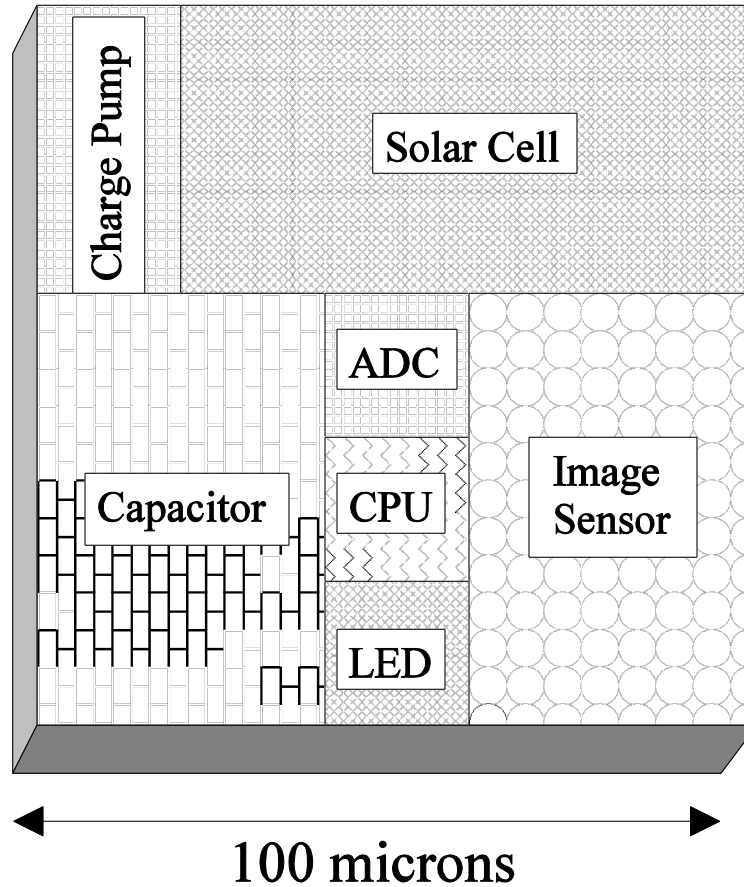 Charge Pump
Solar Cell
ADC
Capacitor
CPU
Image
Sensor
LED
100 microns